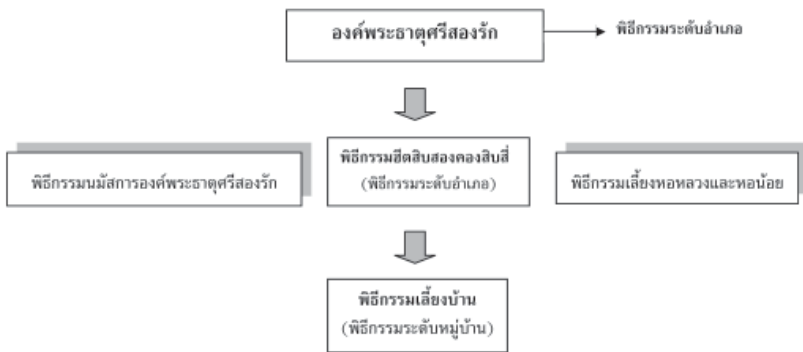 องค์พระธาตุศรีสองรัก
พิธีกรรมระดับอำเภอ
พิธีกรรมนมัสการองค์พระธาตุศรีสองรัก
พิธีกรรมฮีตสิบสองคองสิบสี่
(พิธีกรรมระดับอำเภอ)
พิธีกรรมเลี้ยงหอหลวงและหอน้อย
พิธีกรรมเลี้ยงบ้าน
(พิธีกรรมระดับหมู่บ้าน)